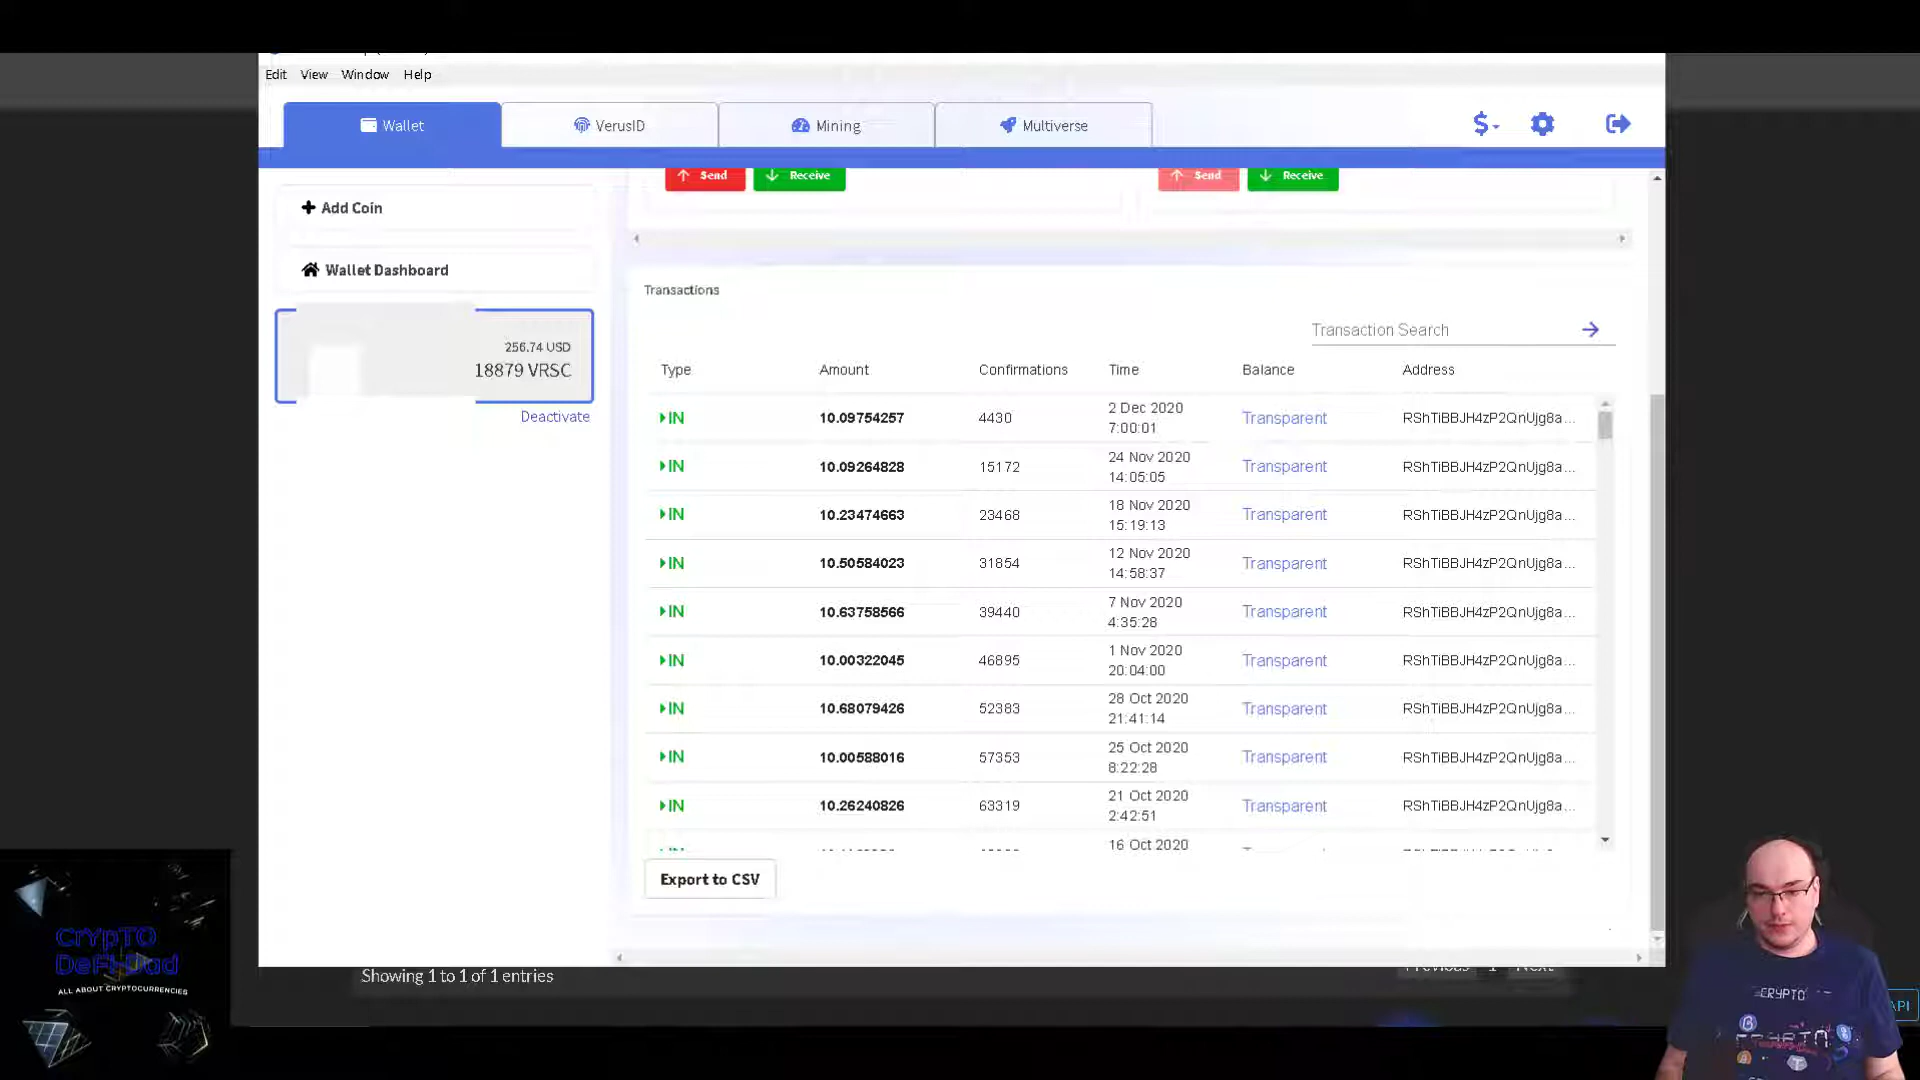 Edit View Window Help
Wallet VerusID Mining Multiverse $
Send Receive Send Receive
Add Coin
Wallet Dashboard
256.74 USD
18879 VRSC
Deactivate
Transactions
Transaction Search
Type Amount Confirmations Time Balance Address
IN 10.09754257 4430 2 Dec 2020 7:00:01 Transparent RShTiBBJH4zP2QnUjg8a...
IN 10.09264828 15172 24 Nov 2020 14:05:05 Transparent RShTiBBJH4zP2QnUjg8a...
IN 10.23474663 23468 18 Nov 2020 15:19:13 Transparent RShTiBBJH4zP2QnUjg8a...
IN 10.50584023 31854 12 Nov 2020 14:58:37 Transparent RShTiBBJH4zP2QnUjg8a...
IN 10.63758566 39440 7 Nov 2020 4:35:28 Transparent RShTiBBJH4zP2QnUjg8a...
IN 10.00322045 46895 1 Nov 2020 20:04:00 Transparent RShTiBBJH4zP2QnUjg8a...
IN 10.68079426 52383 28 Oct 2020 21:41:14 Transparent RShTiBBJH4zP2QnUjg8a...
IN 10.00588016 57353 25 Oct 2020 8:22:28 Transparent RShTiBBJH4zP2QnUjg8a...
IN 10.26240826 63319 21 Oct 2020 2:42:51 Transparent RShTiBBJH4zP2QnUjg8a...
16 Oct 2020
Export to CSV
Showing 1 to 1 of 1 entries
API
CrYpTO
DeFi Dad
ALL ABOUT CRYPTOCURRENCIES
CRYPTO